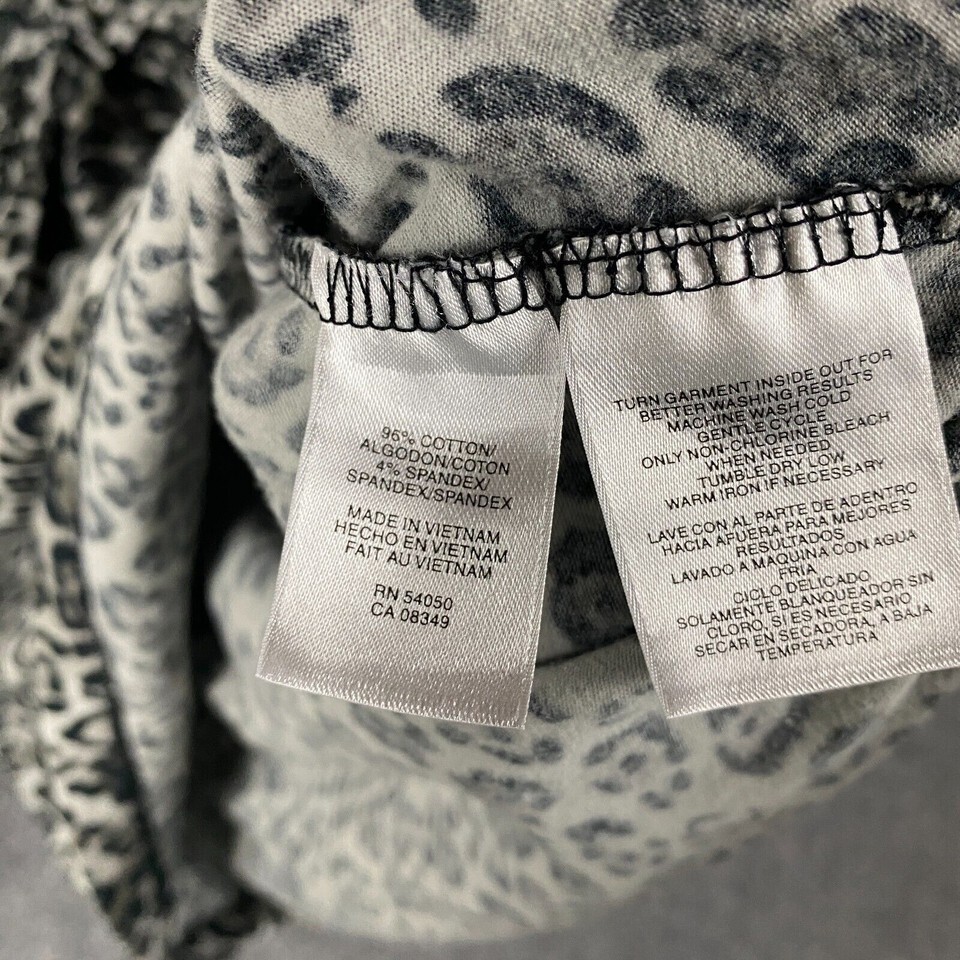 96% COTTON/
ALGODON/COTON
4% SPANDEX/
SPANDEX/SPANDEX
MADE IN VIETNAM
HECHO EN VIETNAM
FAIT AU VIETNAM
RN 54050
CA 08349
TURN GARMENT INSIDE OUT FOR
BETTER WASHING RESULTS
MACHINE WASH COLD
GENTLE CYCLE
ONLY NON-CHLORINE BLEACH
WHEN NEEDED
TUMBLE DRY LOW
WARM IRON IF NECESSARY
LAVE CON AL PARTE DE ADENTRO
HACIA AFUERA PARA MEJORES
RESULTADOS
LAVADO A MAQUINA CON AGUA
FRIA
CICLO DELICADO
SOLAMENTE BLANQUEADOR SIN
CLORO, SI ES NECESARIO
SECAR EN SECADORA, A BAJA
TEMPERATURA